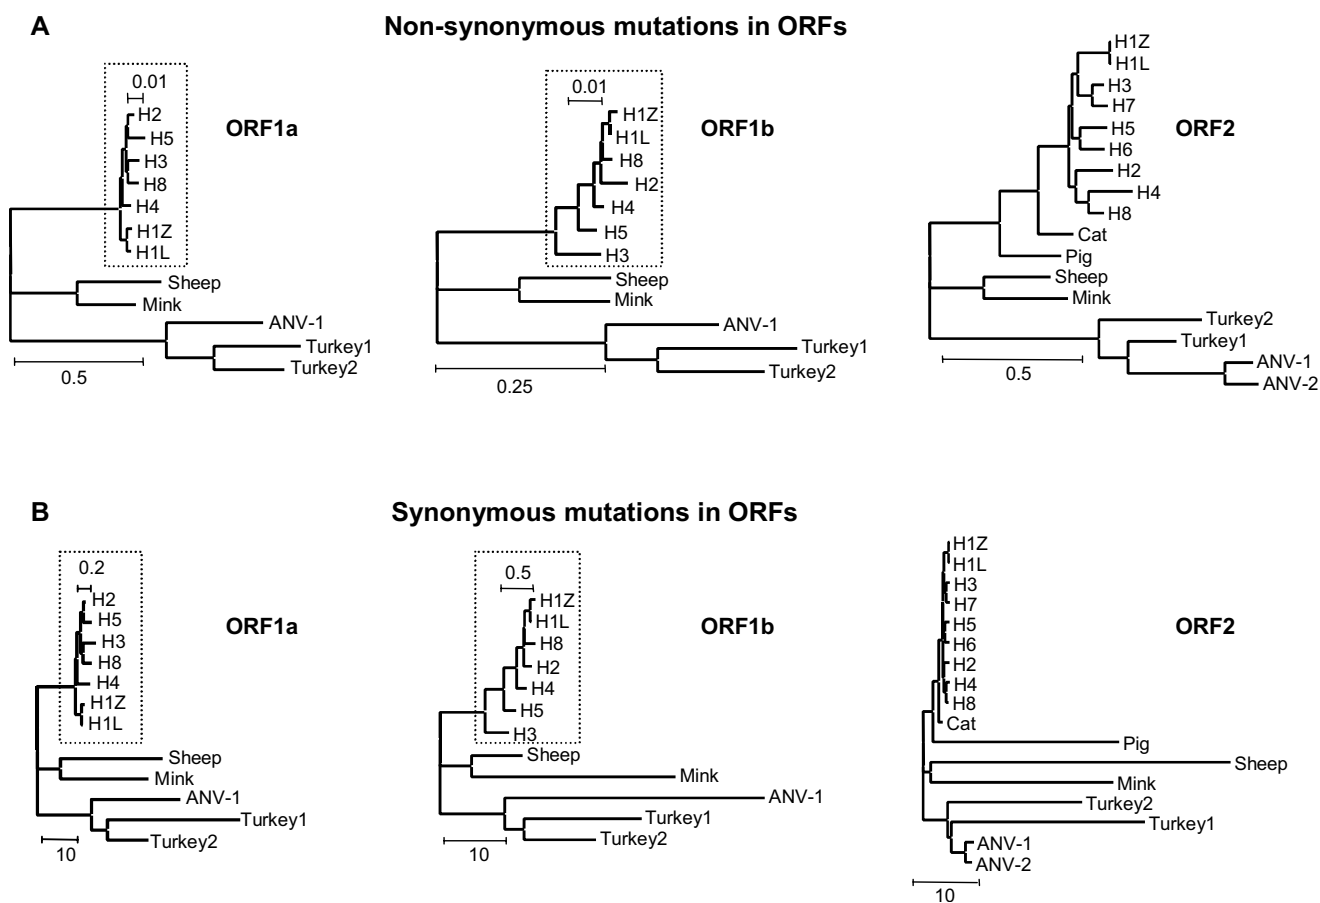 A
Non-synonymous mutations in ORFs
0.01
H2
H5
H3
H8
H4
H1Z
H1L
ORF1a
Sheep
Mink
ANV-1
Turkey1
Turkey2
0.5
0.01
H1Z
H1L
H8
H2
H4
H5
H3
ORF1b
Sheep
Mink
ANV-1
Turkey1
Turkey2
0.25
H1Z
H1L
H3
H7
H5
H6
H2
H4
H8
Cat
Pig
Sheep
Mink
ORF2
Turkey2
Turkey1
ANV-1
ANV-2
0.5
B
Synonymous mutations in ORFs
0.2
H2
H5
H3
H8
H4
H1Z
H1L
ORF1a
Sheep
Mink
ANV-1
Turkey1
Turkey2
10
0.5
H1Z
H1L
H8
H2
H4
H5
H3
ORF1b
Sheep
Mink
ANV-1
Turkey1
Turkey2
10
H1Z
H1L
H3
H7
H5
H6
H2
H4
H8
Cat
ORF2
Pig
Sheep
Mink
Turkey2
Turkey1
ANV-1
ANV-2
10